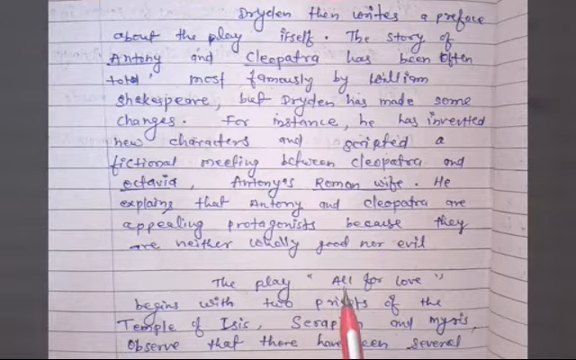 Dryden then writes a preface
about the play itself. The story of
Antony and Cleopatra has been often
told most famously by William
Shakespeare, but Dryden has made some
changes. For instance, he has invented
new characters and scripted a
fictional meeting between Cleopatra and
octavia, Antony's Roman wife. He
explains that Antony and Cleopatra are
appealing protagonists because they
are neither wholly good nor evil
The play "All for Love"
begins with two priests of the
Temple of Isis, and Myris,
Observe that there have been several